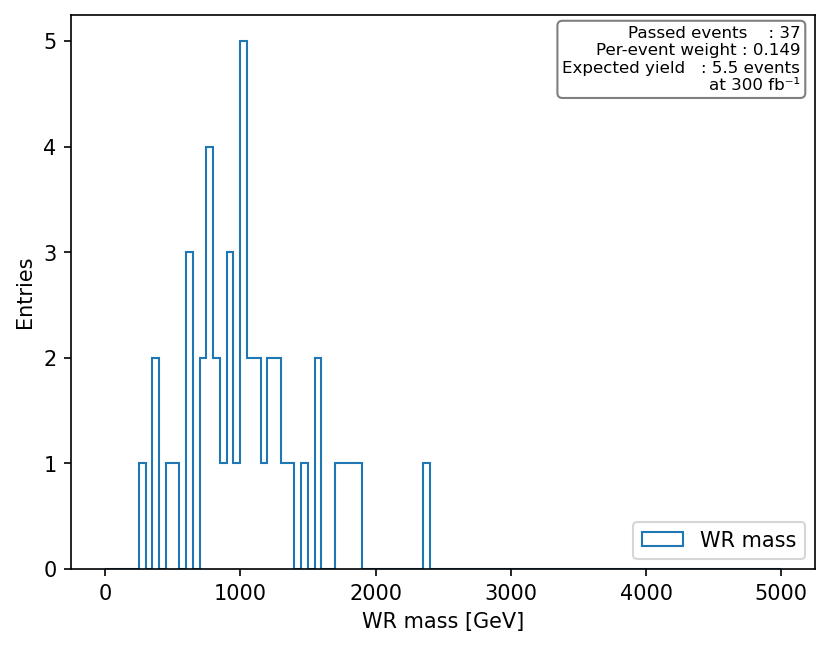 Passed events    : 37
Per-event weight : 0.149
Expected yield   : 5.5 events
at 300 fb⁻¹
5
4
3
2
1
0
Entries
WR mass
0 1000 2000 3000 4000 5000
WR mass [GeV]